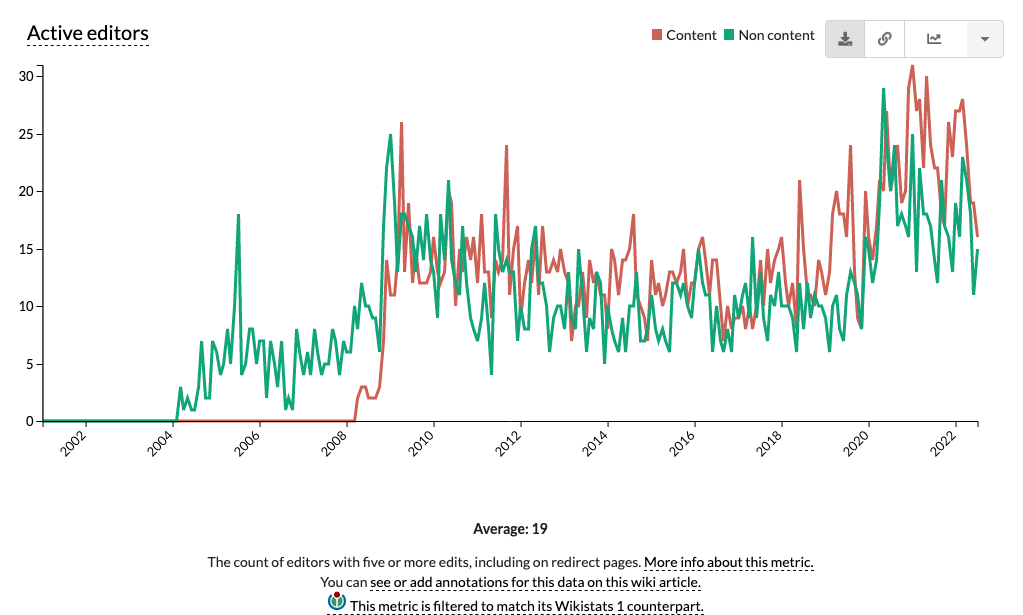 Active editors
Content Non content
30
25
20
15
10
5
0
2002 2004 2006 2008 2010 2012 2014 2016 2018 2020 2022
Average: 19
The count of editors with five or more edits, including on redirect pages. More info about this metric.
You can see or add annotations for this data on this wiki article.
This metric is filtered to match its Wikistats 1 counterpart.